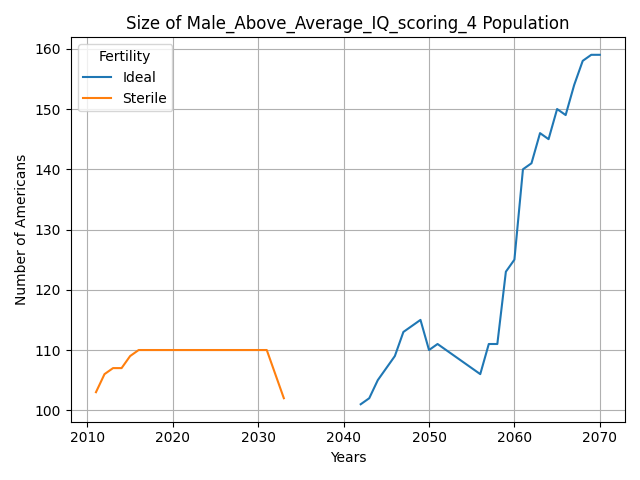 Size of Male_Above_Average_IQ_scoring_4 Population
Fertility
Ideal
Sterile
Number of Americans
160
150
140
130
120
110
100
2010 2020 2030 2040 2050 2060 2070
Years